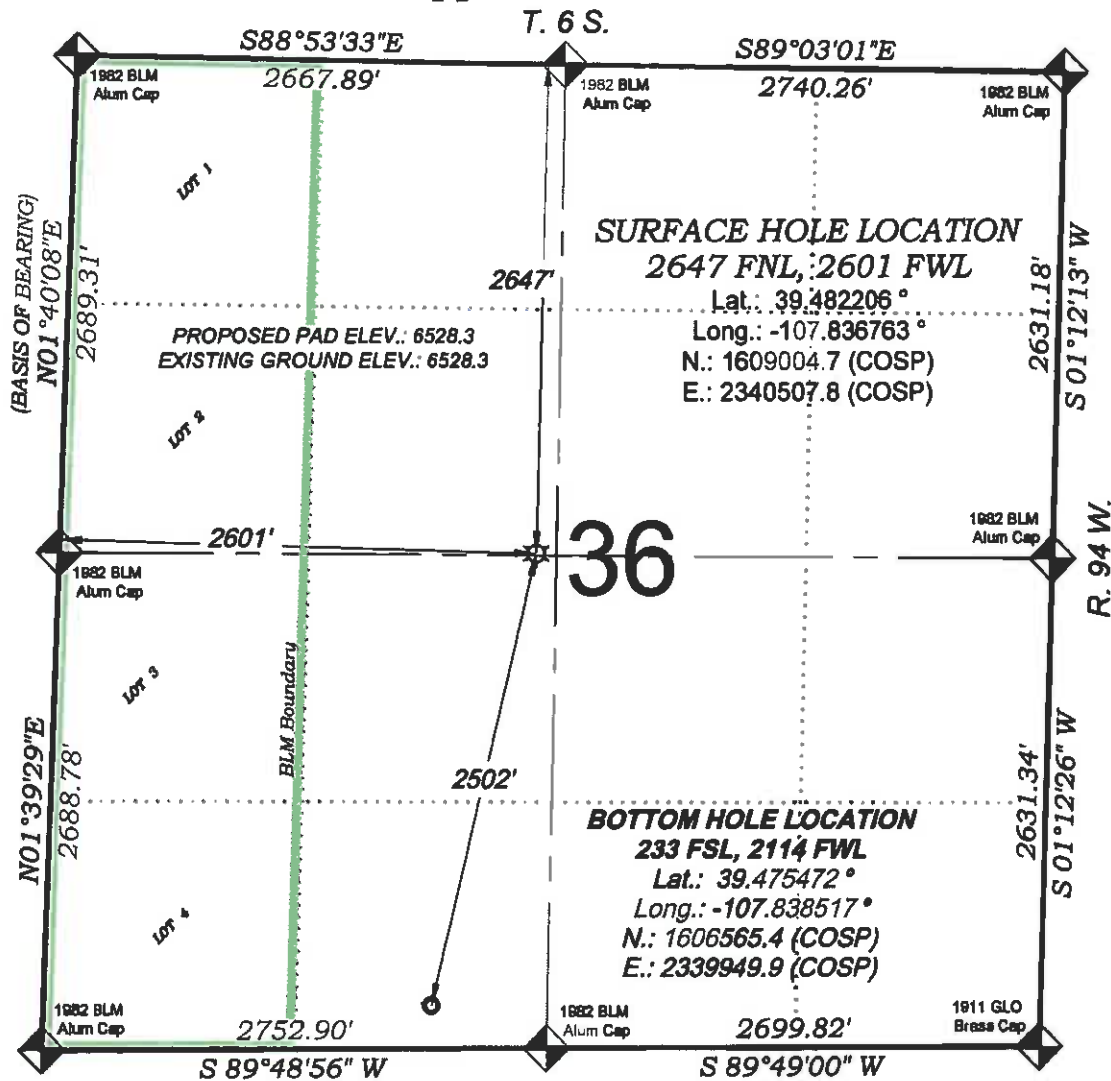 T. 6 S.
S88°53'33"E
S89°03'01"E
1982 BLM
Alum Cap
2667.89'
1982 BLM
Alum Cap
2740.26'
1982 BLM
Alum Cap
LOT 1
(BASIS OF BEARING)
N01°40'08"E
2689.31'
SURFACE HOLE LOCATION
2647 FNL, 2601 FWL
Lat.: 39.482206 °
Long.: -107.836763 °
N.: 1609004.7 (COSP)
E.: 2340507.8 (COSP)
2647'
2631.18'
S 01°12'13" W
PROPOSED PAD ELEV.: 6528.3
EXISTING GROUND ELEV.: 6528.3
LOT 2
2601'
36
1982 BLM
Alum Cap
R. 94 W.
1982 BLM
Alum Cap
LOT 3
BLM Boundary
N01°39'29"E
2688.78'
2502'
2631.34'
S 01°12'26" W
BOTTOM HOLE LOCATION
233 FSL, 2114 FWL
Lat.: 39.475472 °
Long.: -107.838517 °
N.: 1606565.4 (COSP)
E.: 2339949.9 (COSP)
LOT 4
1982 BLM
Alum Cap
2752.90'
1982 BLM
Alum Cap
2699.82'
1911 GLO
Brass Cap
S 89°48'56" W
S 89°49'00" W